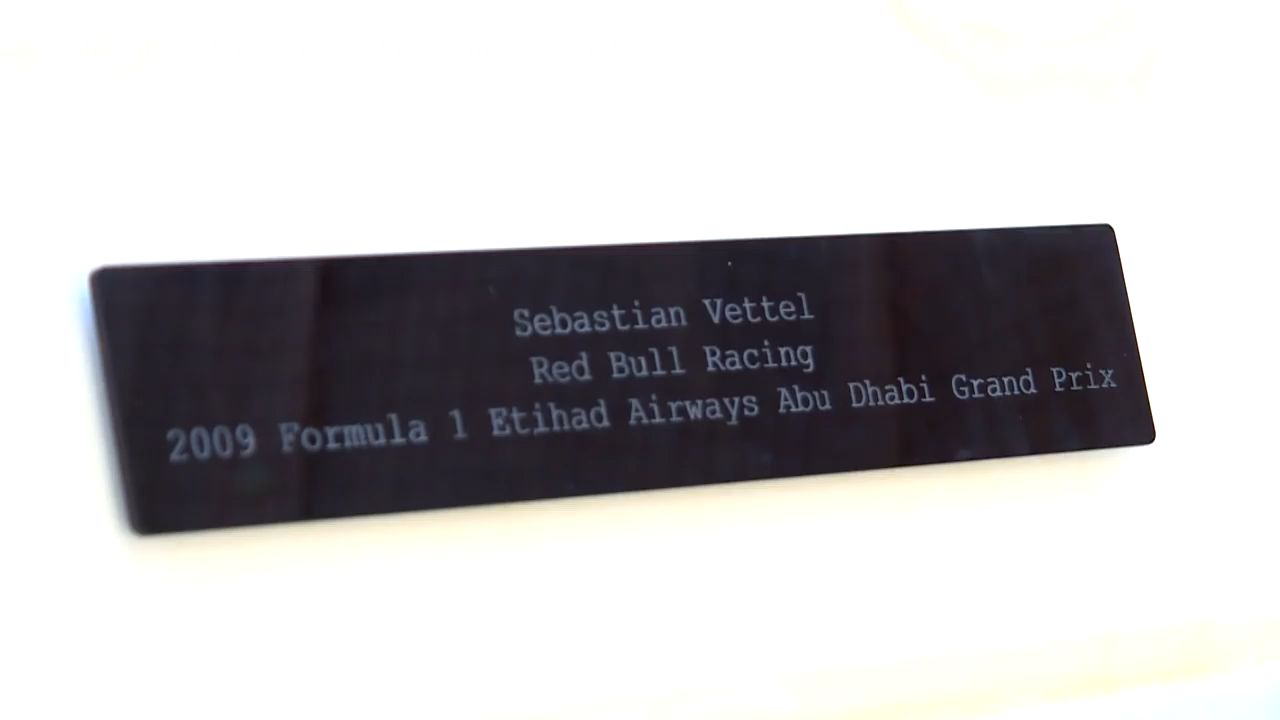 Sebastian Vettel
Red Bull Racing
2009 Formula 1 Etihad Airways Abu Dhabi Grand Prix